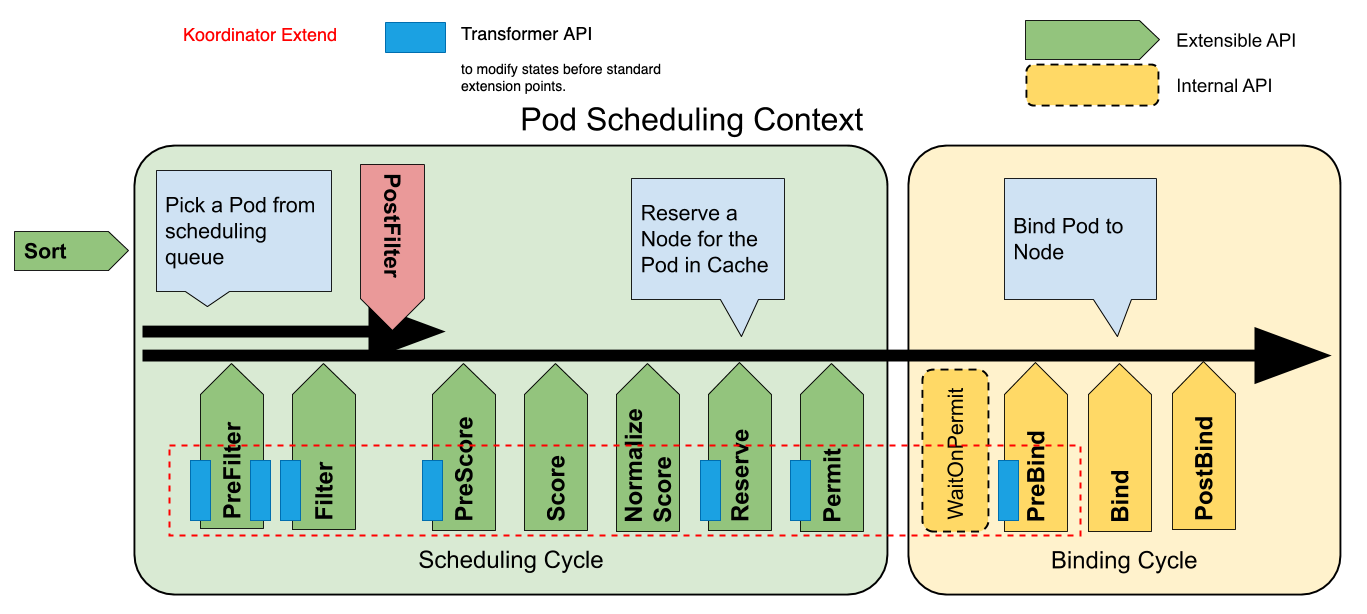 Koordinator Extend
Transformer API
to modify states before standard
extension points.
Extensible API
Internal API
Pod Scheduling Context
Sort
Pick a Pod from
scheduling
queue
PostFilter
Reserve a
Node for the
Pod in Cache
Bind Pod to
Node
PreFilter
Filter
PreScore
Score
Normalize
Score
Reserve
Permit
WaitOnPermit
PreBind
Bind
PostBind
Scheduling Cycle
Binding Cycle